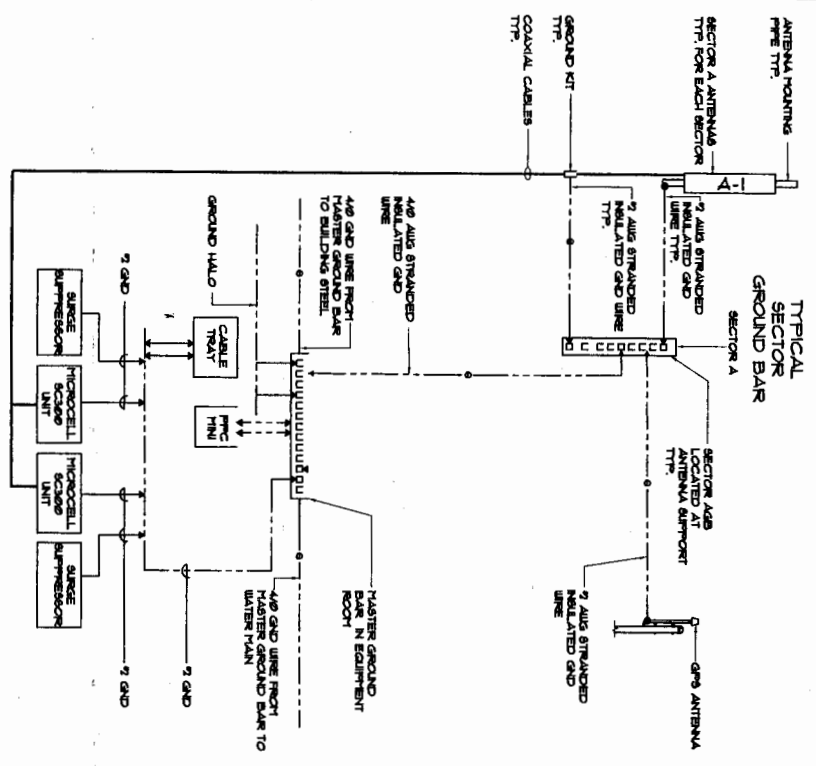 ANTENNA MOUNTING
PIPE TYP.
SECTOR A ANTENNAS
TYP. FOR EACH SECTOR
GROUND KIT
TYP.
COAXIAL CABLES
TYP.
A-1
#2 AWG STRANDED
INSULATED GND
WIRE TYP.
#2 AWG STRANDED
INSULATED GND WIRE
TYP.
TYPICAL
SECTOR
GROUND BAR
SECTOR A
SECTOR AGB
LOCATED AT
ANTENNA SUPPORT
TYP.
#2 AWG STRANDED
INSULATED GND
WIRE
GPS ANTENNA
4/0 AWG STRANDED
INSULATED GND
WIRE
4/0 GND WIRE FROM
MASTER GROUND BAR
TO BUILDING STEEL
GROUND HALO
MASTER GROUND
BAR IN EQUIPMENT
ROOM
4/0 GND WIRE FROM
MASTER GROUND BAR TO
WATER MAIN
CABLE
TRAY
PPC
MINI
#2 GND
#2 GND
#2 GND
SURGE
SUPPRESSOR
MICROCELL
SC300
UNIT
MICROCELL
SC300
UNIT
SURGE
SUPPRESSOR